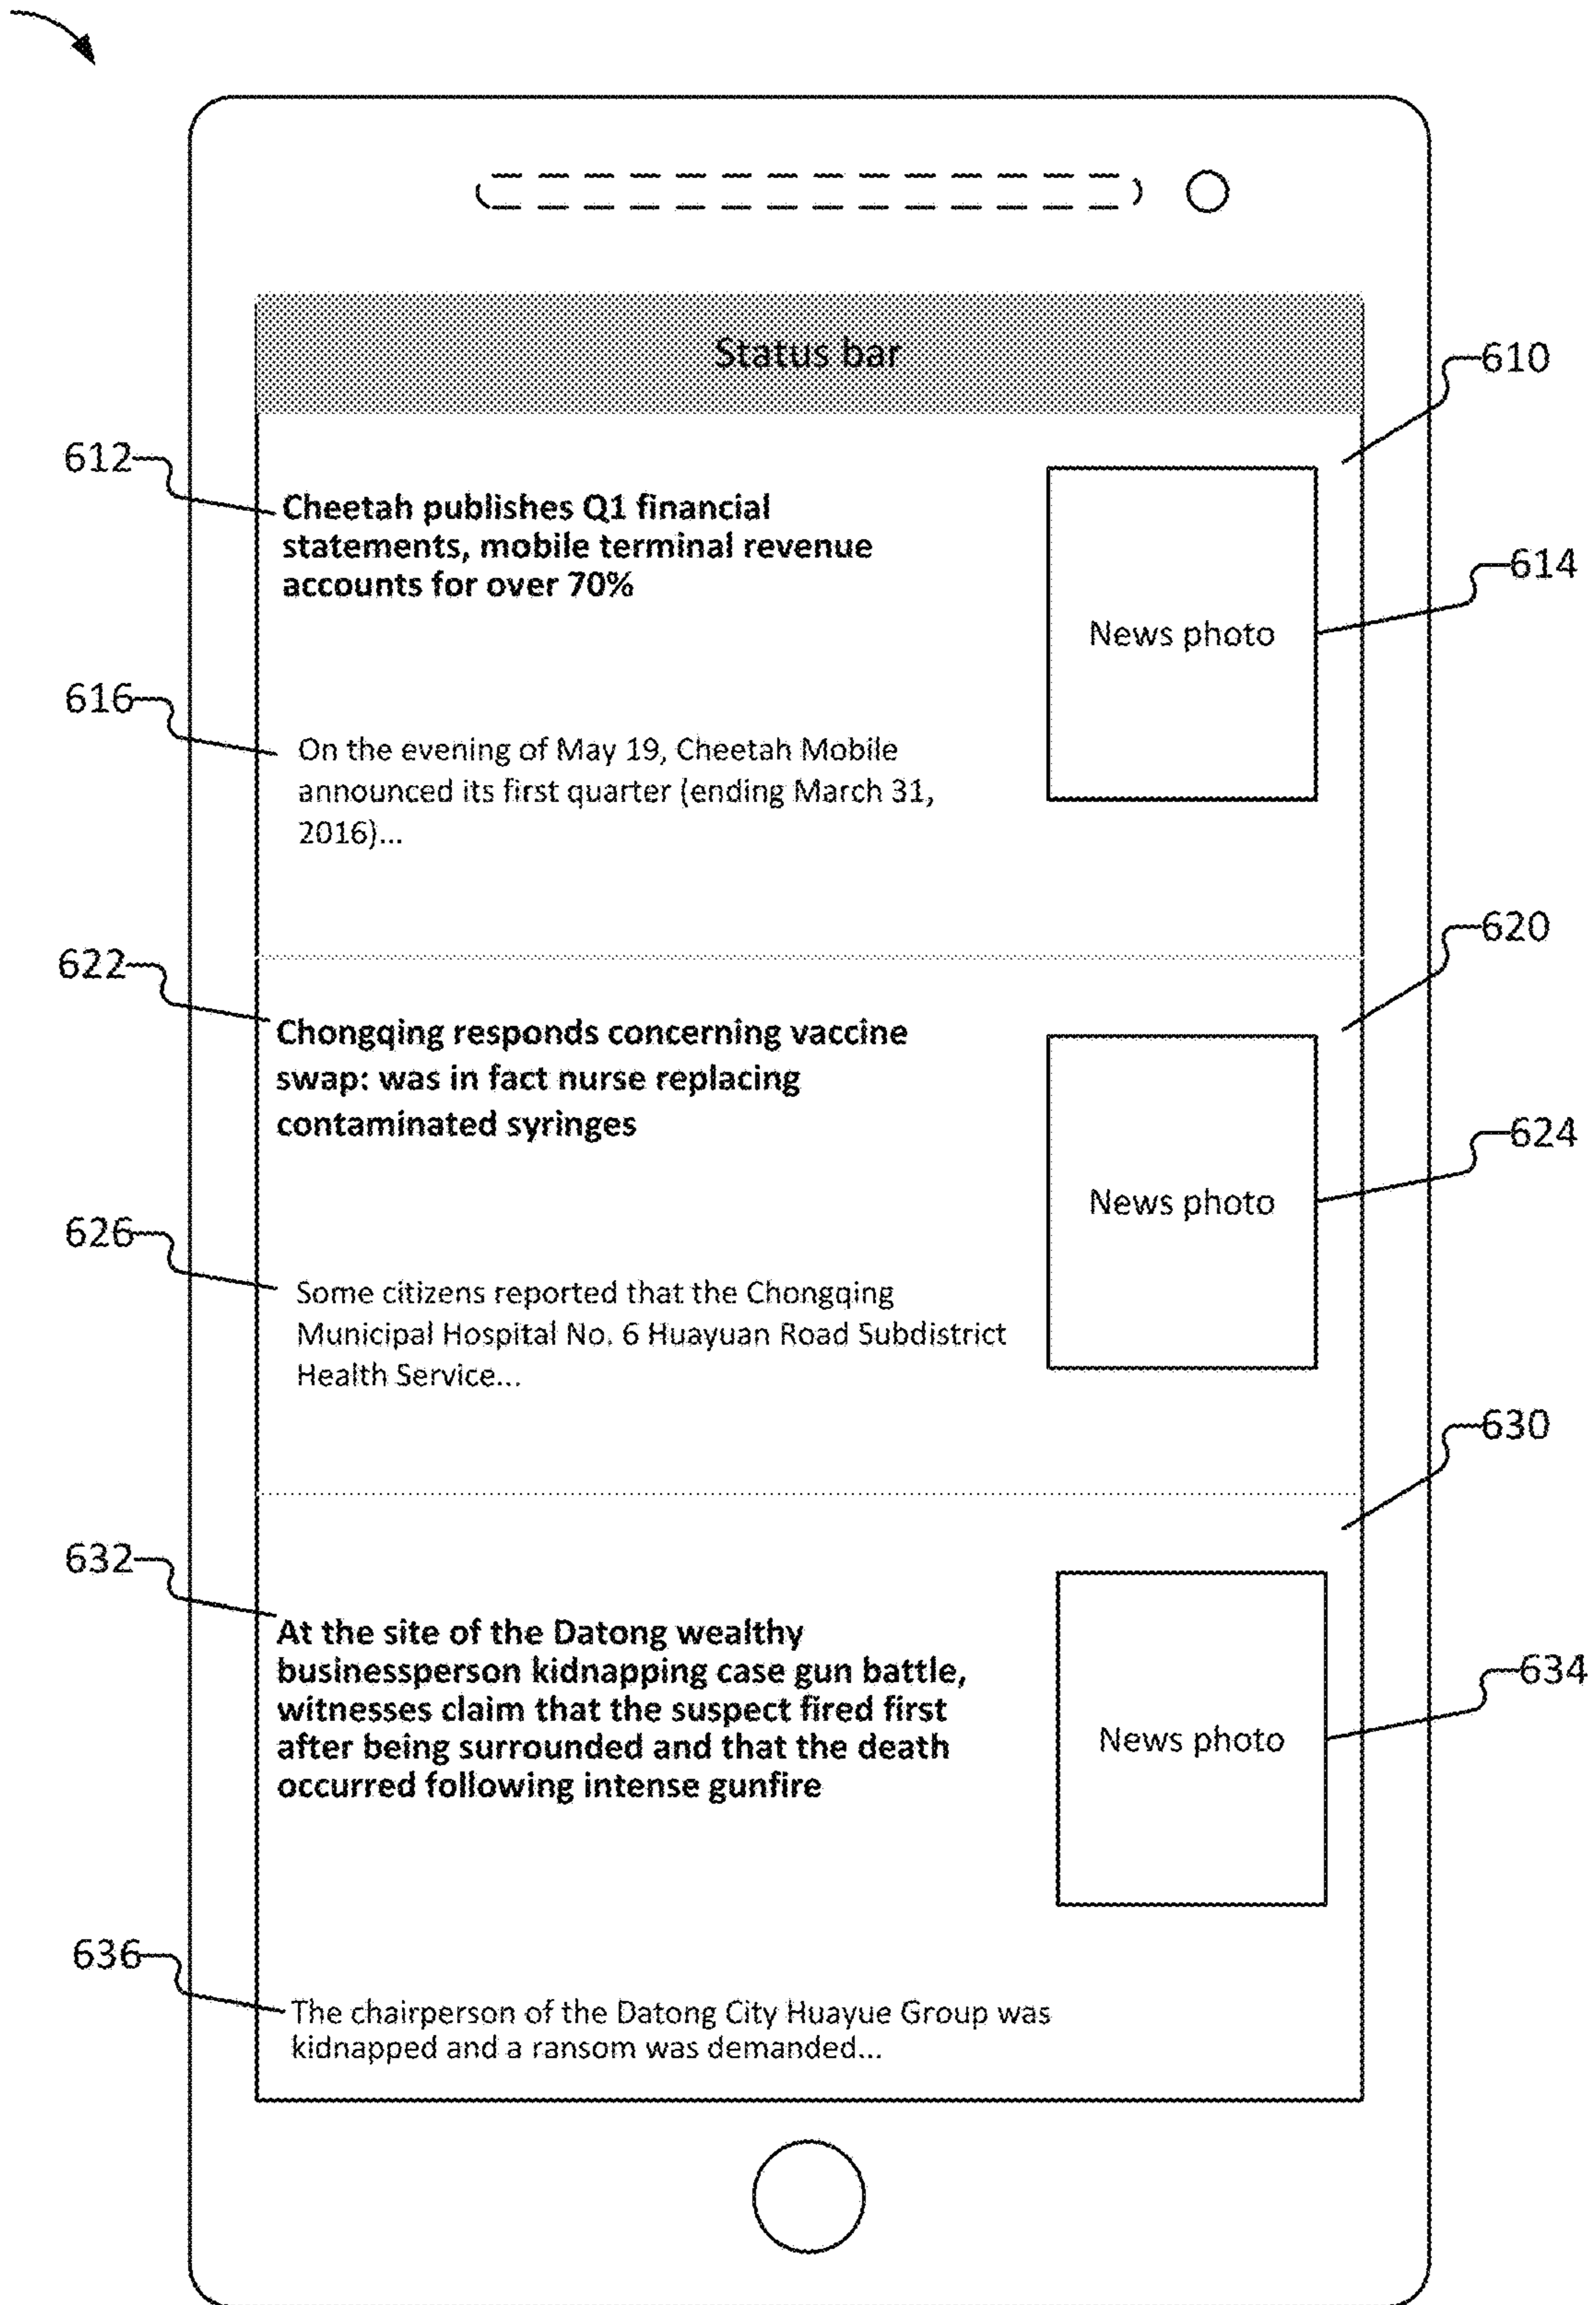 Status bar
610
612
Cheetah publishes Q1 financial
statements, mobile terminal revenue
accounts for over 70%
614
News photo
616
On the evening of May 19, Cheetah Mobile
announced its first quarter (ending March 31,
2016)...
620
622
Chongqing responds concerning vaccine
swap: was in fact nurse replacing
contaminated syringes
624
News photo
626
Some citizens reported that the Chongqing
Municipal Hospital No. 6 Huayuan Road Subdistrict
Health Service...
630
632
At the site of the Datong wealthy
businessperson kidnapping case gun battle,
witnesses claim that the suspect fired first
after being surrounded and that the death
occurred following intense gunfire
634
News photo
636
The chairperson of the Datong City Huayue Group was
kidnapped and a ransom was demanded...